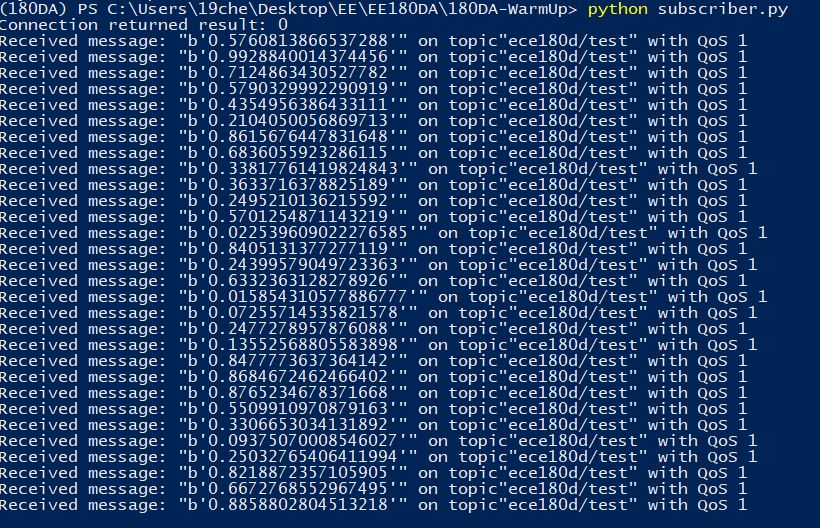 (180DA) PS C:\Users\19che\Desktop\EE\EE180DA\180DA-WarmUp> python subscriber.py
Connection returned result: 0
Received message: "b'0.5760813866537288'" on topic"ece180d/test" with QoS 1
Received message: "b'0.9928840014374456'" on topic"ece180d/test" with QoS 1
Received message: "b'0.7124863430527782'" on topic"ece180d/test" with QoS 1
Received message: "b'0.5790329992290919'" on topic"ece180d/test" with QoS 1
Received message: "b'0.4354956386433111'" on topic"ece180d/test" with QoS 1
Received message: "b'0.2104050056869713'" on topic"ece180d/test" with QoS 1
Received message: "b'0.8615676447831648'" on topic"ece180d/test" with QoS 1
Received message: "b'0.6836055923286115'" on topic"ece180d/test" with QoS 1
Received message: "b'0.33817761419824843'" on topic"ece180d/test" with QoS 1
Received message: "b'0.3633716378825189'" on topic"ece180d/test" with QoS 1
Received message: "b'0.2495210136215592'" on topic"ece180d/test" with QoS 1
Received message: "b'0.5701254871143219'" on topic"ece180d/test" with QoS 1
Received message: "b'0.022539609022276585'" on topic"ece180d/test" with QoS 1
Received message: "b'0.8405131377277119'" on topic"ece180d/test" with QoS 1
Received message: "b'0.24399579049723363'" on topic"ece180d/test" with QoS 1
Received message: "b'0.6332363128278926'" on topic"ece180d/test" with QoS 1
Received message: "b'0.015854310577886777'" on topic"ece180d/test" with QoS 1
Received message: "b'0.07255714535821578'" on topic"ece180d/test" with QoS 1
Received message: "b'0.2477278957876088'" on topic"ece180d/test" with QoS 1
Received message: "b'0.13552568805583898'" on topic"ece180d/test" with QoS 1
Received message: "b'0.8477773637364142'" on topic"ece180d/test" with QoS 1
Received message: "b'0.8684672462466402'" on topic"ece180d/test" with QoS 1
Received message: "b'0.8765234678371668'" on topic"ece180d/test" with QoS 1
Received message: "b'0.5509910970879163'" on topic"ece180d/test" with QoS 1
Received message: "b'0.3306653034131892'" on topic"ece180d/test" with QoS 1
Received message: "b'0.09375070008546027'" on topic"ece180d/test" with QoS 1
Received message: "b'0.25032765406411994'" on topic"ece180d/test" with QoS 1
Received message: "b'0.8218872357105905'" on topic"ece180d/test" with QoS 1
Received message: "b'0.6672768552967495'" on topic"ece180d/test" with QoS 1
Received message: "b'0.8858802804513218'" on topic"ece180d/test" with QoS 1